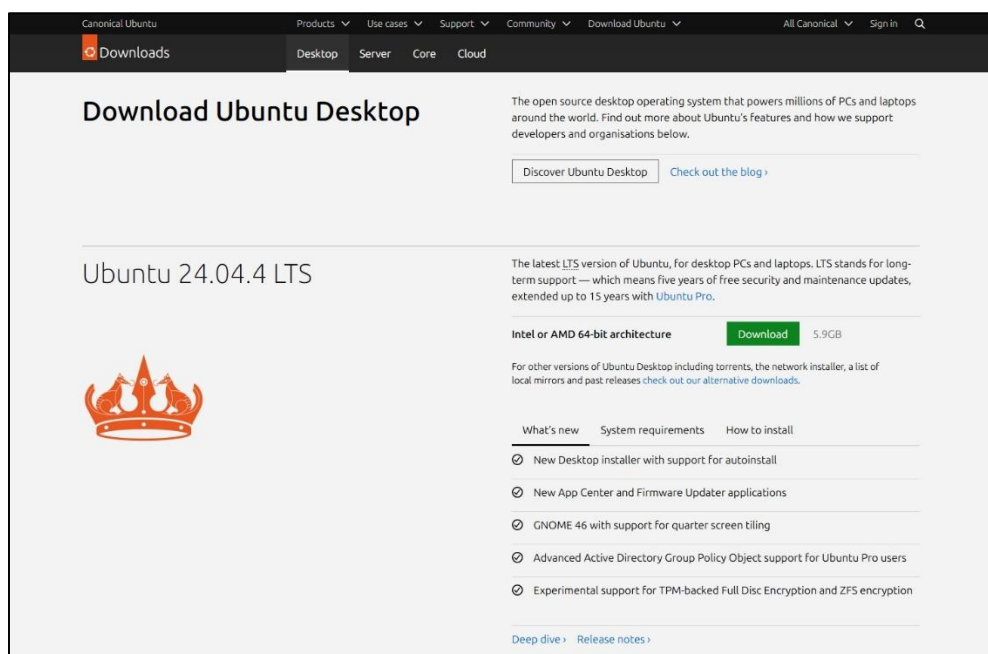 Canonical Ubuntu Products Use cases Support Community Download Ubuntu All Canonical Sign in
Downloads Desktop Server Core Cloud
Download Ubuntu Desktop
The open source desktop operating system that powers millions of PCs and laptops
around the world. Find out more about Ubuntu's features and how we support
developers and organisations below.
Discover Ubuntu Desktop Check out the blog ›
Ubuntu 24.04.4 LTS
The latest LTS version of Ubuntu, for desktop PCs and laptops. LTS stands for long-
term support — which means five years of free security and maintenance updates,
extended up to 15 years with Ubuntu Pro.
Intel or AMD 64-bit architecture Download 5.9GB
For other versions of Ubuntu Desktop including torrents, the network installer, a list of
local mirrors and past releases check out our alternative downloads.
What's new System requirements How to install
New Desktop installer with support for autoinstall
New App Center and Firmware Updater applications
GNOME 46 with support for quarter screen tiling
Advanced Active Directory Group Policy Object support for Ubuntu Pro users
Experimental support for TPM-backed Full Disc Encryption and ZFS encryption
Deep dive › Release notes ›